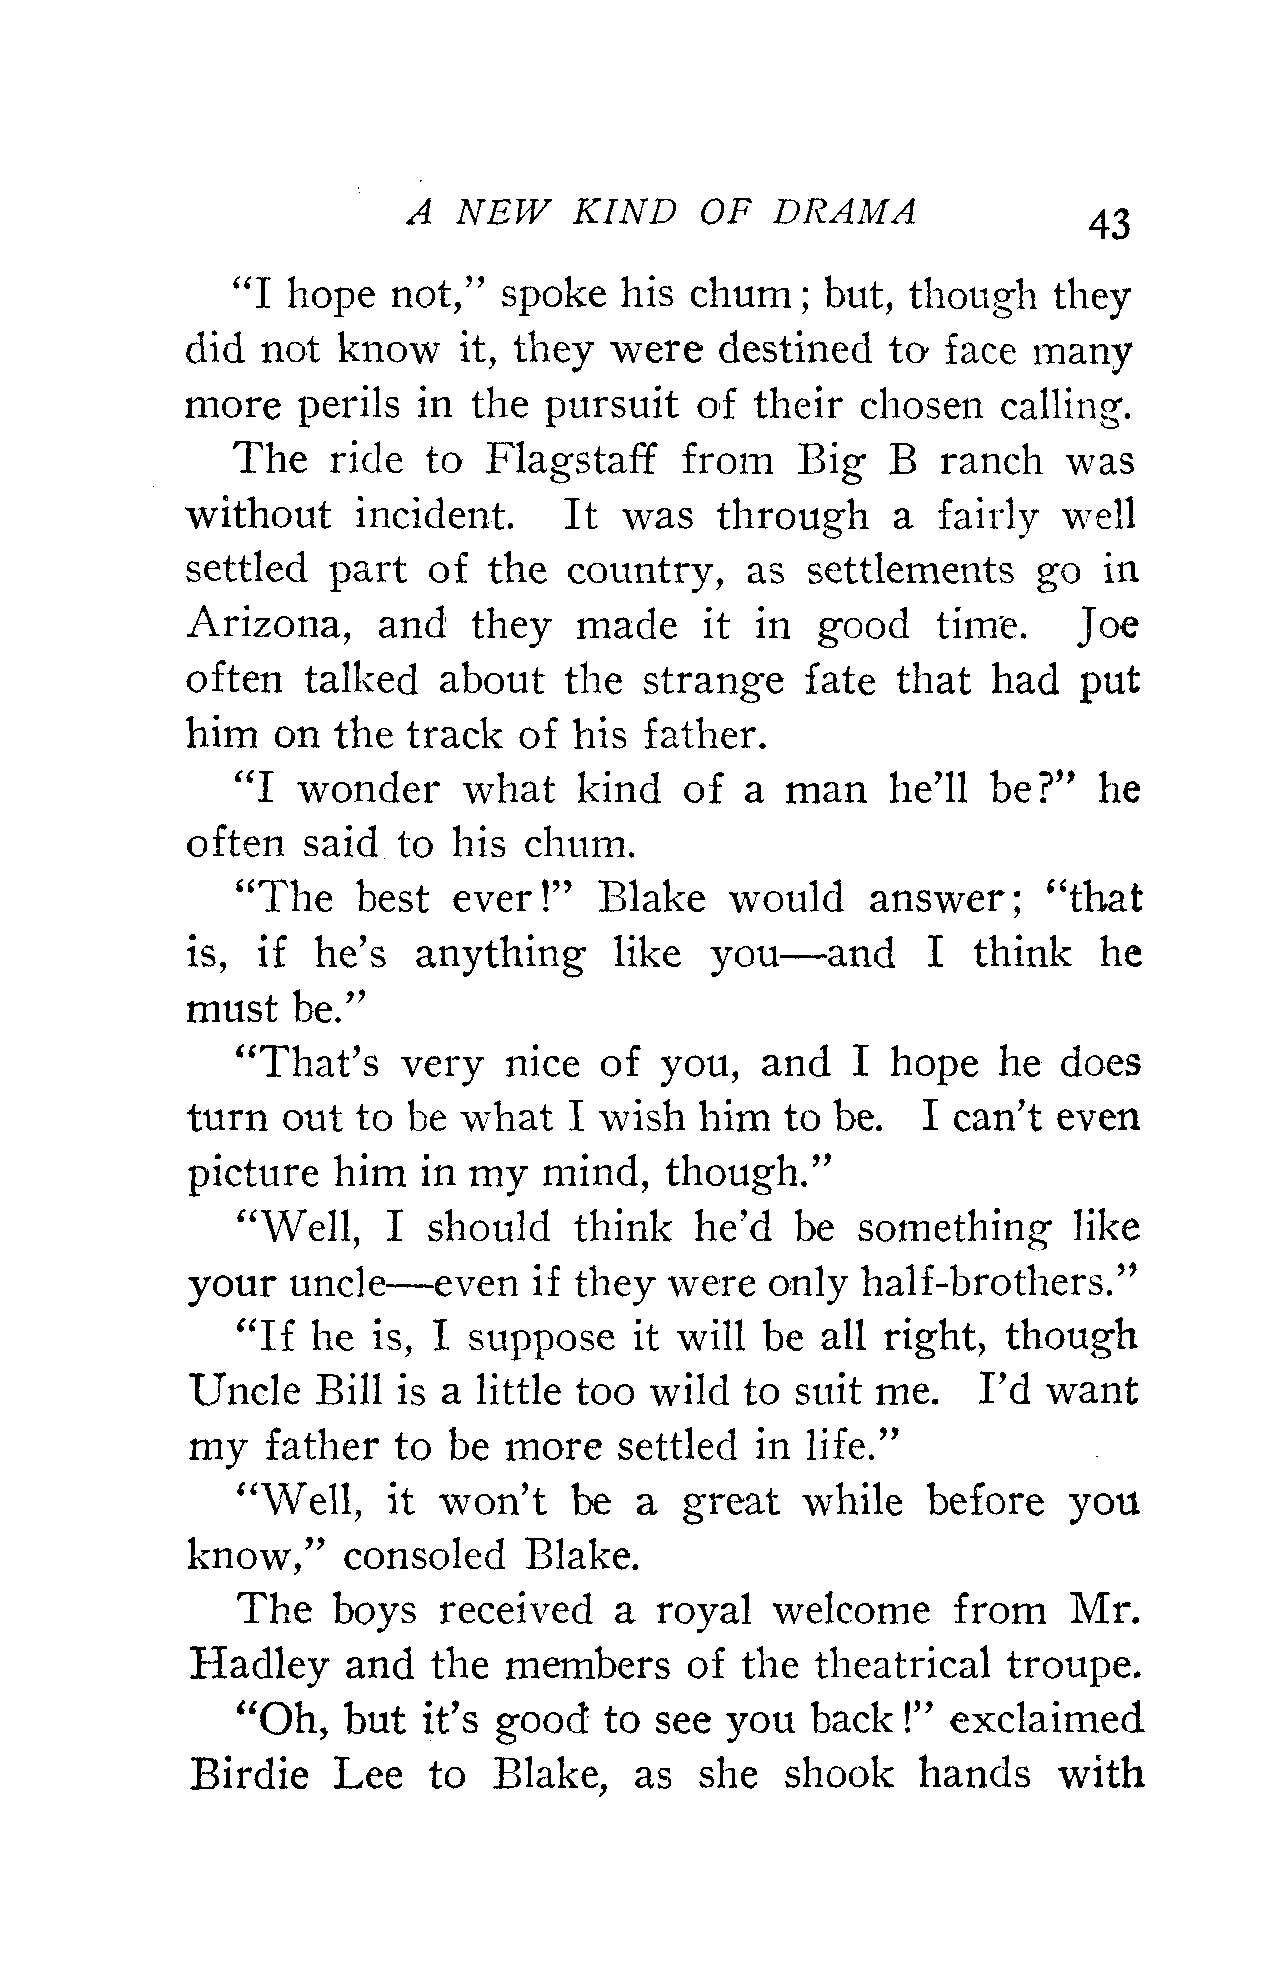 A NEW KIND OF DRAMA 43
"I hope not," spoke his chum; but, though they
did not know it, they were destined to face many
more perils in the pursuit of their chosen calling.
The ride to Flagstaff from Big B ranch was
without incident. It was through a fairly well
settled part of the country, as settlements go in
Arizona, and they made it in good time. Joe
often talked about the strange fate that had put
him on the track of his father.
"I wonder what kind of a man he'll be?" he
often said to his chum.
"The best ever!" Blake would answer; "that
is, if he's anything like you—and I think he
must be."
"That's very nice of you, and I hope he does
turn out to be what I wish him to be. I can't even
picture him in my mind, though."
"Well, I should think he'd be something like
your uncle—even if they were only half-brothers."
"If he is, I suppose it will be all right, though
Uncle Bill is a little too wild to suit me. I'd want
my father to be more settled in life."
"Well, it won't be a great while before you
know," consoled Blake.
The boys received a royal welcome from Mr.
Hadley and the members of the theatrical troupe.
"Oh, but it's good to see you back!" exclaimed
Birdie Lee to Blake, as she shook hands with